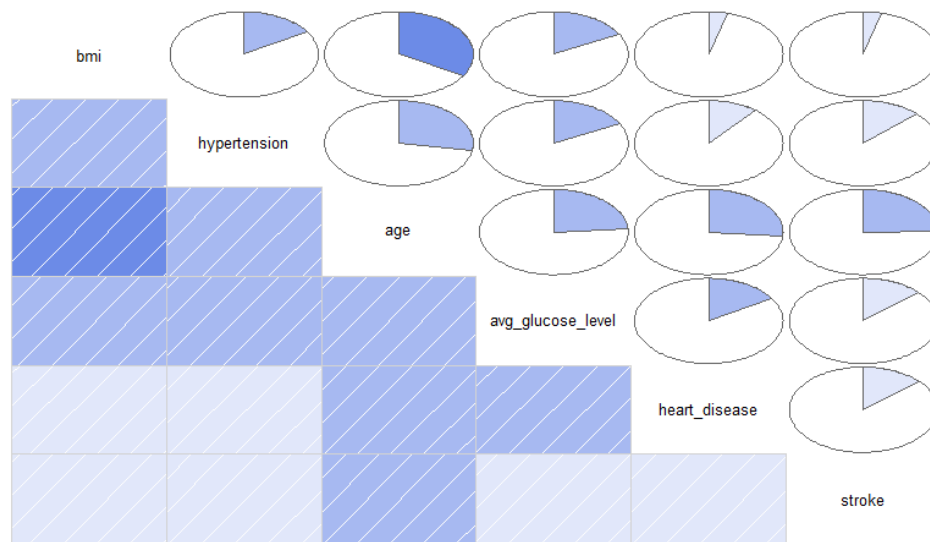 bmi
hypertension
age
avg_glucose_level
heart_disease
stroke